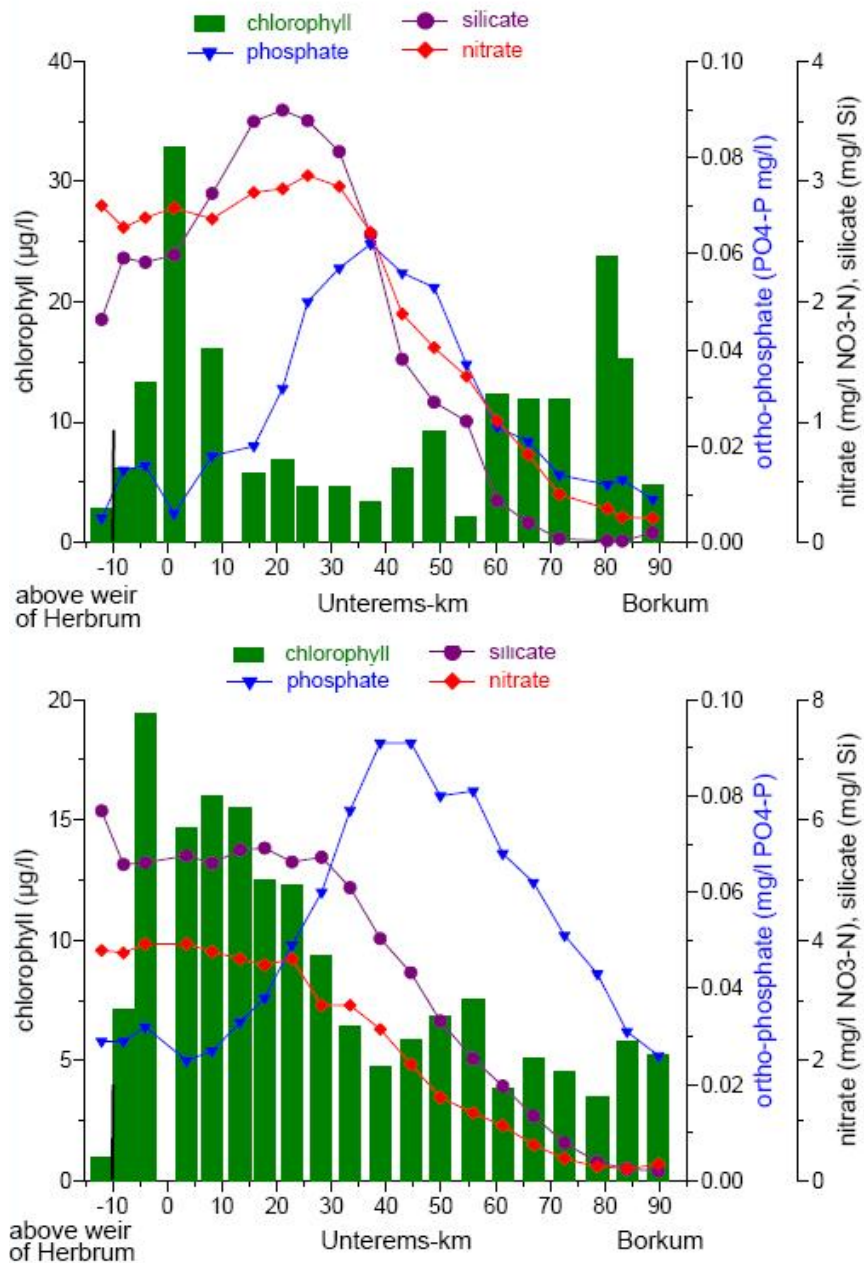 chlorophyll silicate
phosphate nitrate
40
30
20
10
0
chlorophyll (µg/l)
0.10
0.08
0.06
0.04
0.02
0.00
ortho-phosphate (PO4-P mg/l)
4
3
2
1
0
nitrate (mg/l NO3-N), silicate (mg/l Si)
-10 0 10 20 30 40 50 60 70 80 90
above weir
of Herbrum
Unterems-km
Borkum
chlorophyll silicate
phosphate nitrate
20
15
10
5
0
chlorophyll (µg/l)
0.10
0.08
0.06
0.04
0.02
0.00
ortho-phosphate (mg/l PO4-P)
8
6
4
2
0
nitrate (mg/l NO3-N), silicate (mg/l Si)
-10 0 10 20 30 40 50 60 70 80 90
above weir
of Herbrum
Unterems-km
Borkum